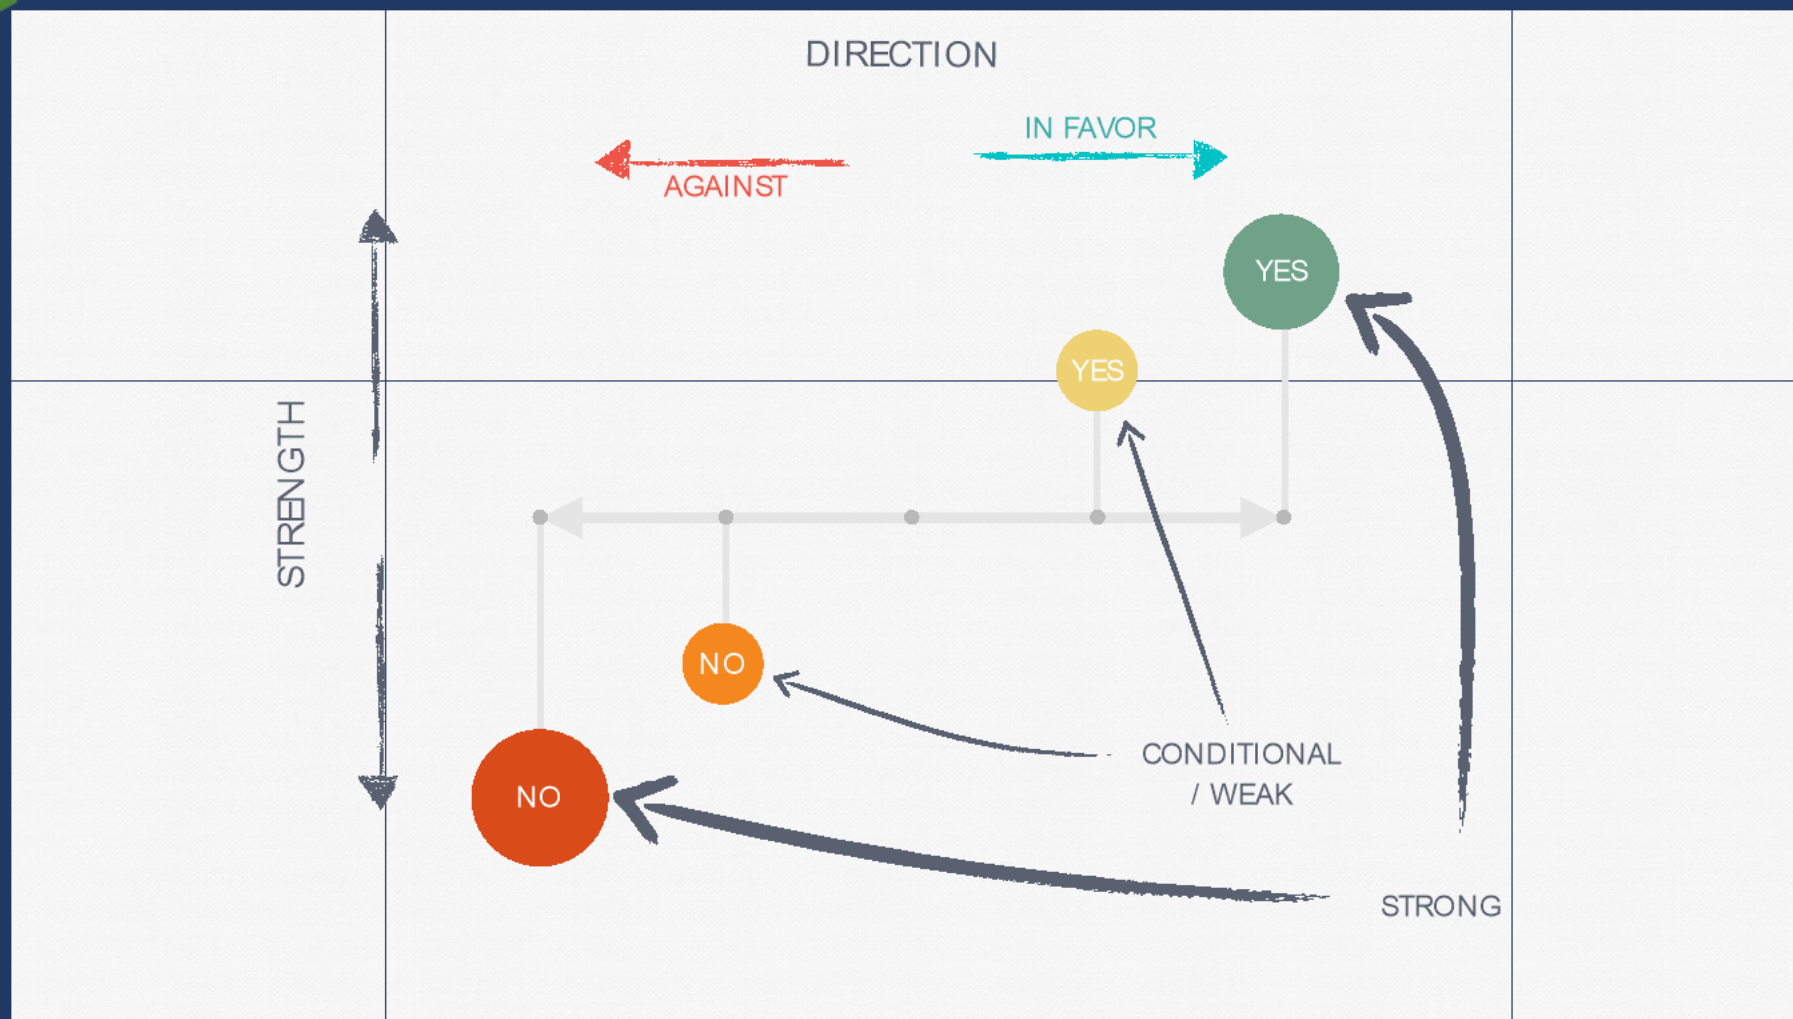 DIRECTION
IN FAVOR
AGAINST
YES
YES
STRENGTH
NO
CONDITIONAL
/ WEAK
NO
STRONG